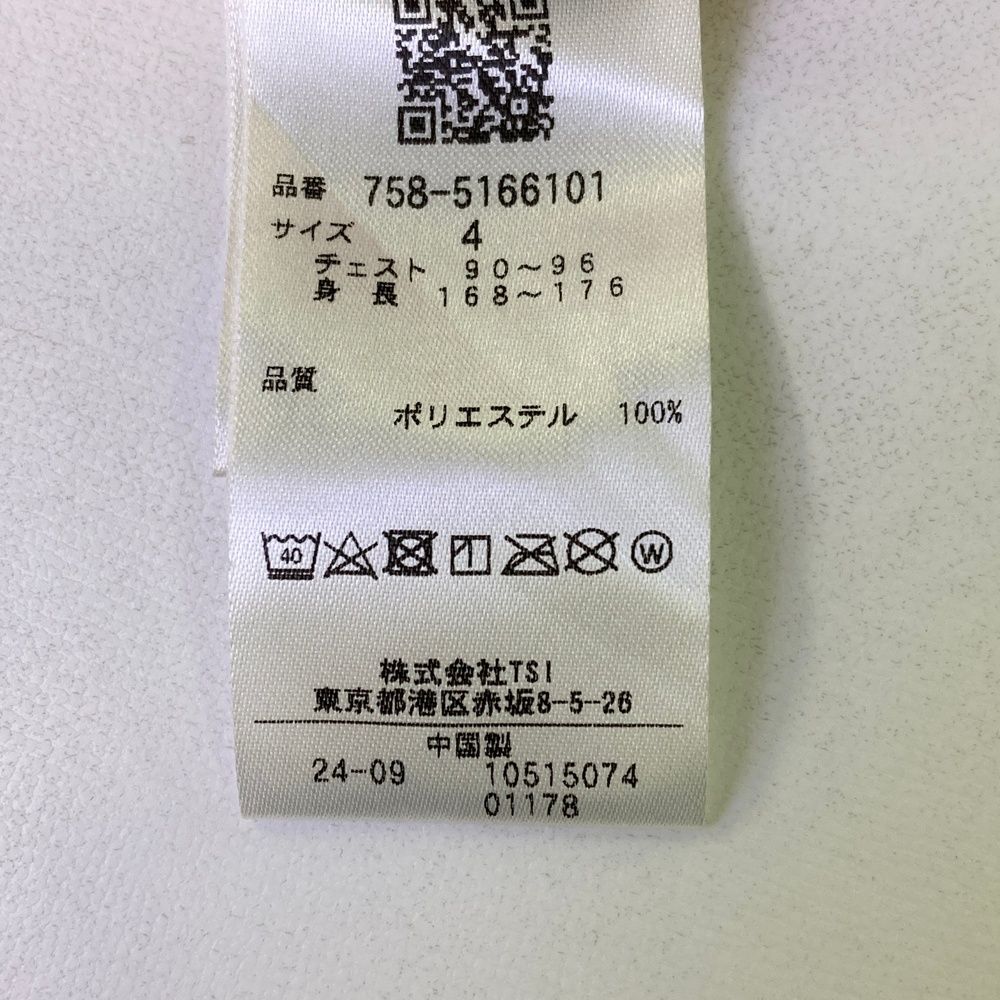 品番 758-5166101
サイズ 4
チェスト 90～96
身長 168～176
品質
ポリエステル 100%
40 W
株式会社TSI
東京都港区赤坂8-5-26
中国製
24-09 10515074
01178